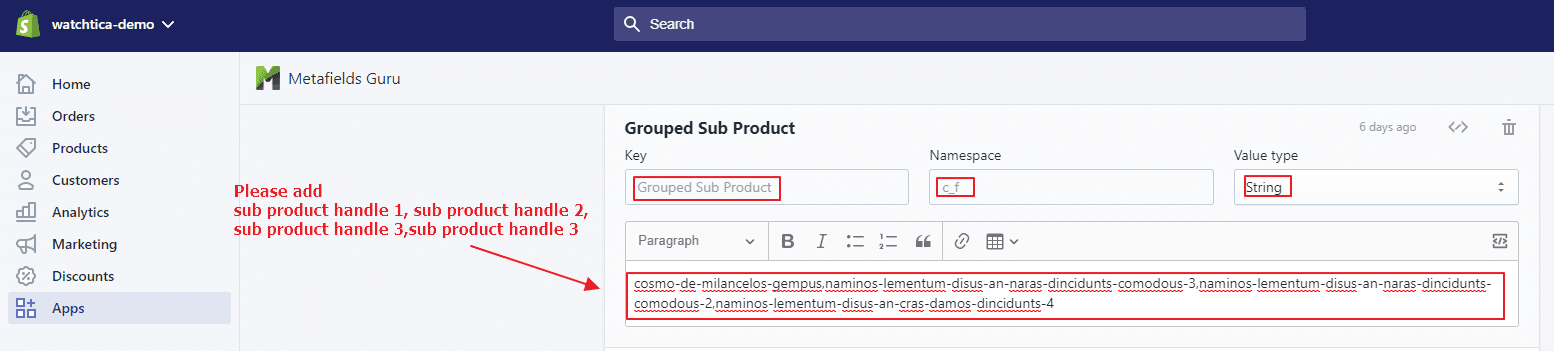 watchtica-demo
Search
Home
Orders
Products
Customers
Analytics
Marketing
Discounts
Apps
Metafields Guru
Please add
sub product handle 1, sub product handle 2,
sub product handle 3,sub product handle 3
Grouped Sub Product
6 days ago
Key
Namespace
Value type
Grouped Sub Product
c_f
String
Paragraph
B
I
cosmo-de-milancelos-gempus,naminos-lementum-disus-an-naras-dincidunts-comodous-3,naminos-lementum-disus-an-naras-dincidunts-
comodous-2,naminos-lementum-disus-an-cras-damos-dincidunts-4